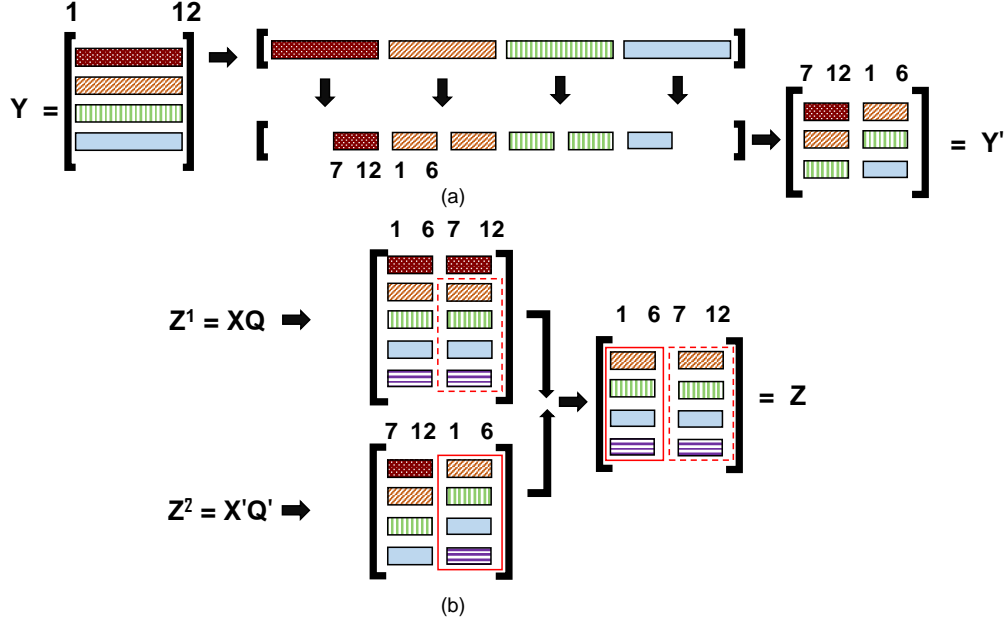 1 12
7 12 1 6
Y =
= Y'
7 12 1 6
(a)
1 6 7 12
Z¹ = XQ
1 6 7 12
= Z
7 12 1 6
Z² = X'Q'
(b)